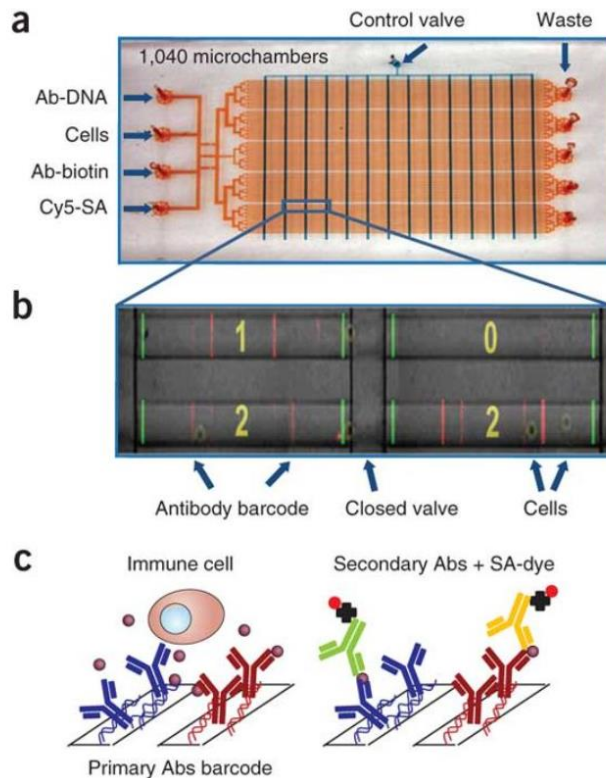 a
Control valve
Waste
1,040 microchambers
Ab-DNA
Cells
Ab-biotin
Cy5-SA
b
1
0
2
2
Antibody barcode
Closed valve
Cells
c
Immune cell
Secondary Abs + SA-dye
Primary Abs barcode